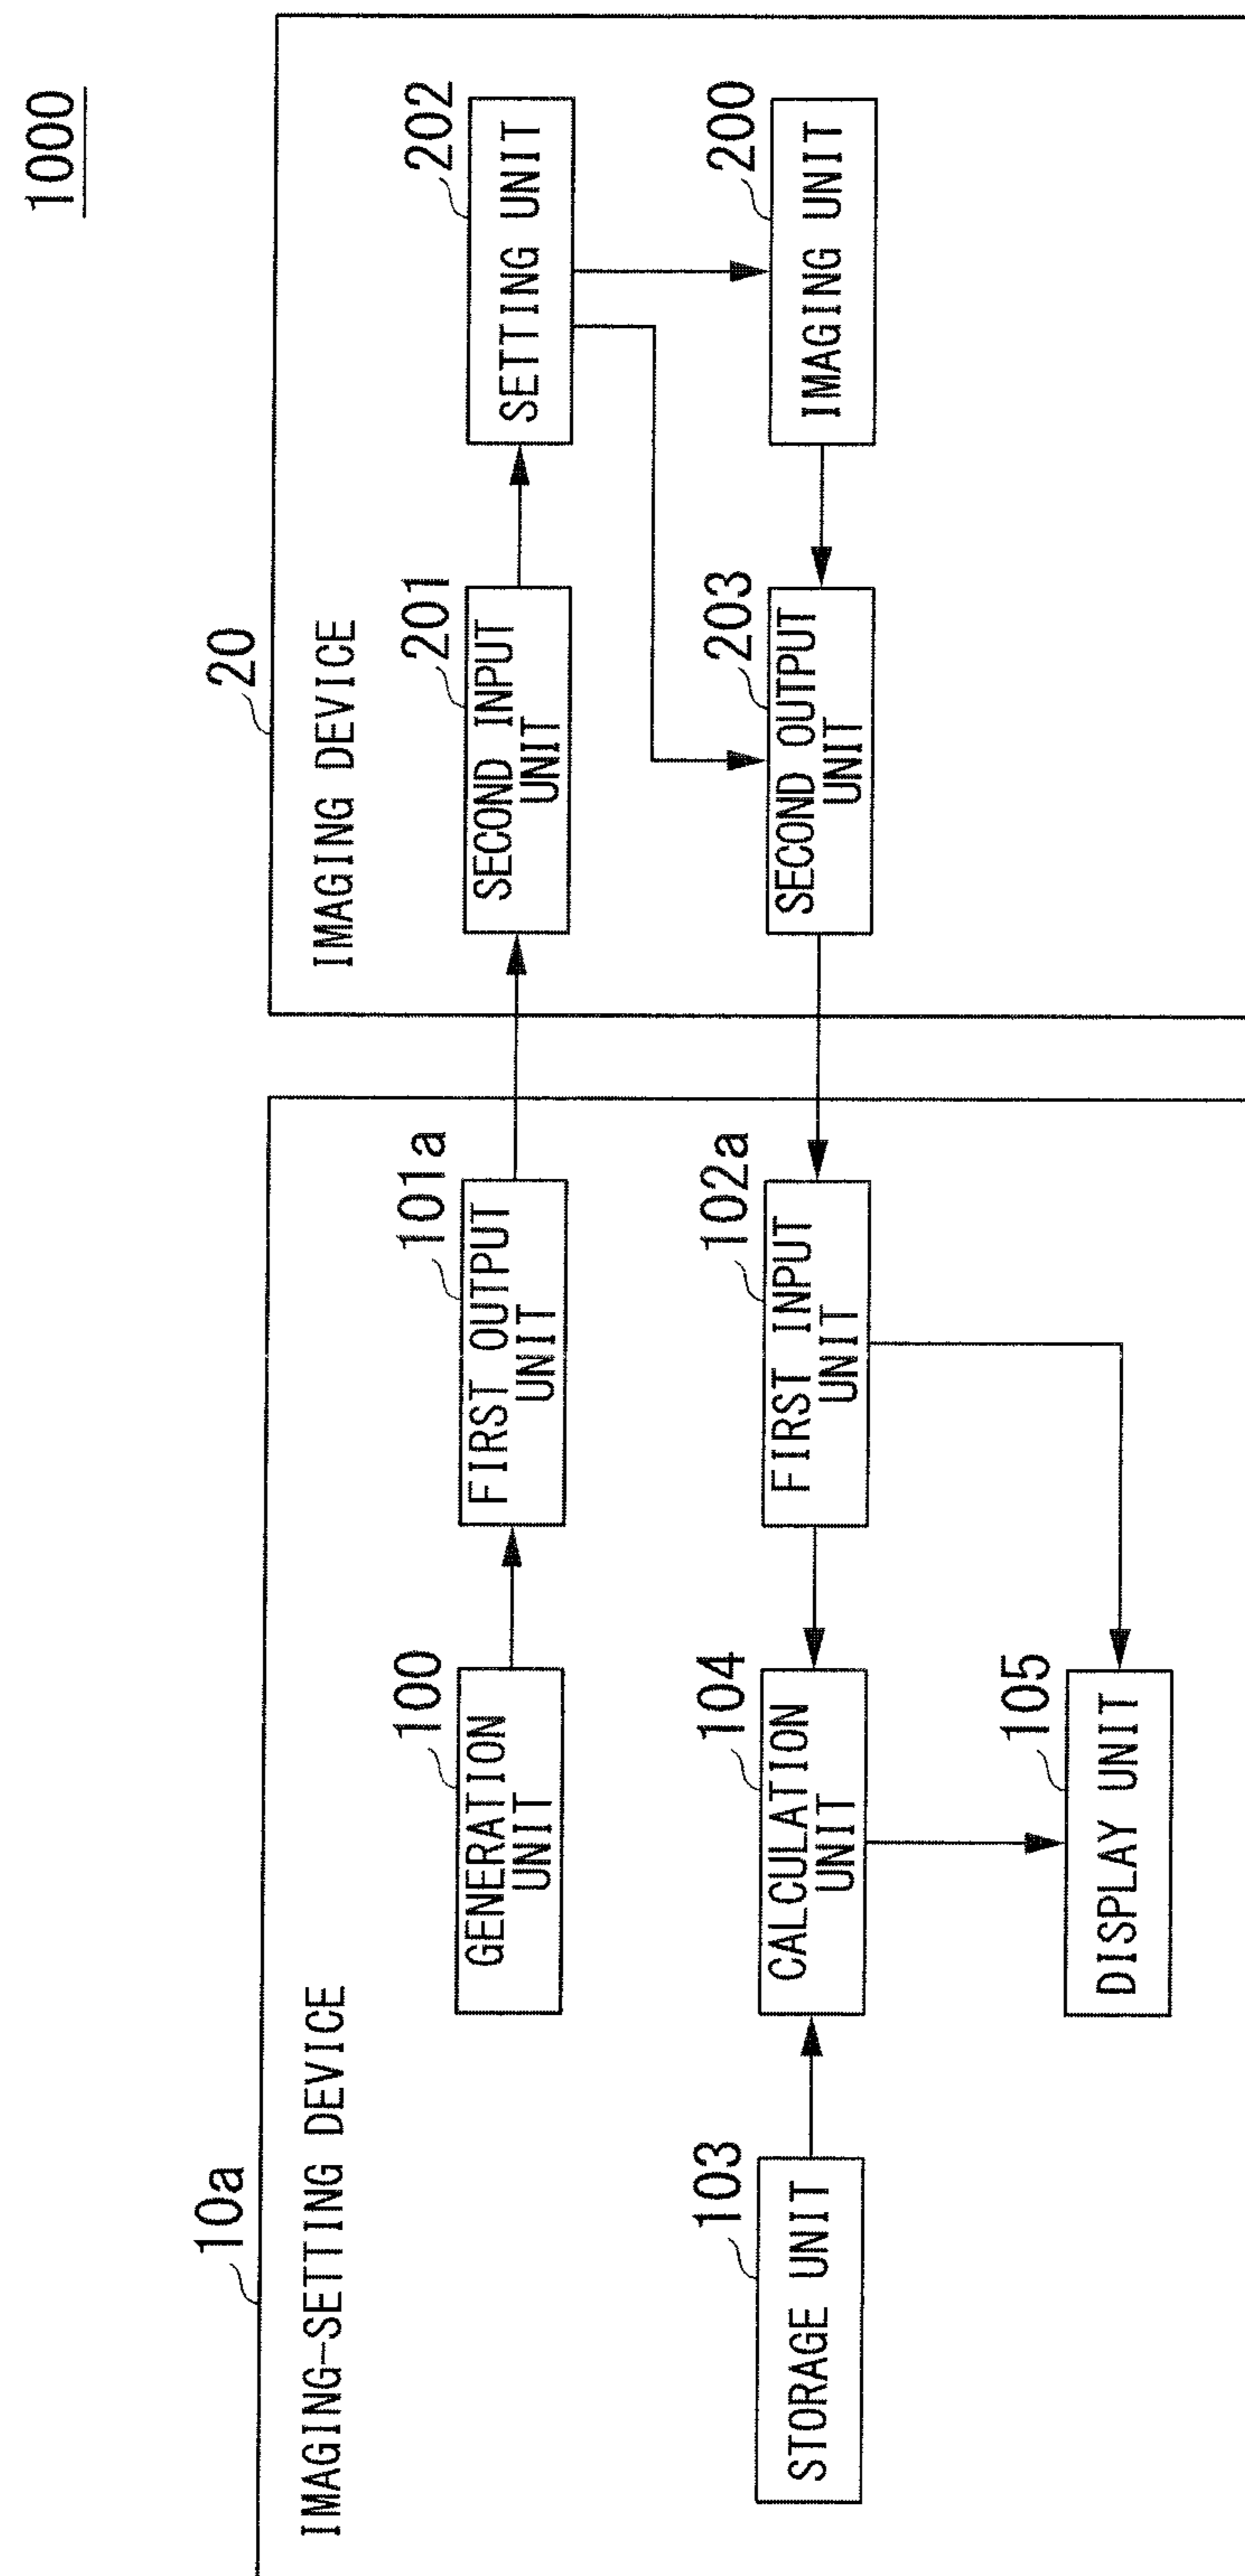 1000
10a
IMAGING-SETTING DEVICE
100
GENERATION
UNIT
101a
FIRST OUTPUT
UNIT
103
STORAGE UNIT
104
CALCULATION
UNIT
102a
FIRST INPUT
UNIT
105
DISPLAY UNIT
20
IMAGING DEVICE
201
SECOND INPUT
UNIT
202
SETTING UNIT
203
SECOND OUTPUT
UNIT
200
IMAGING UNIT